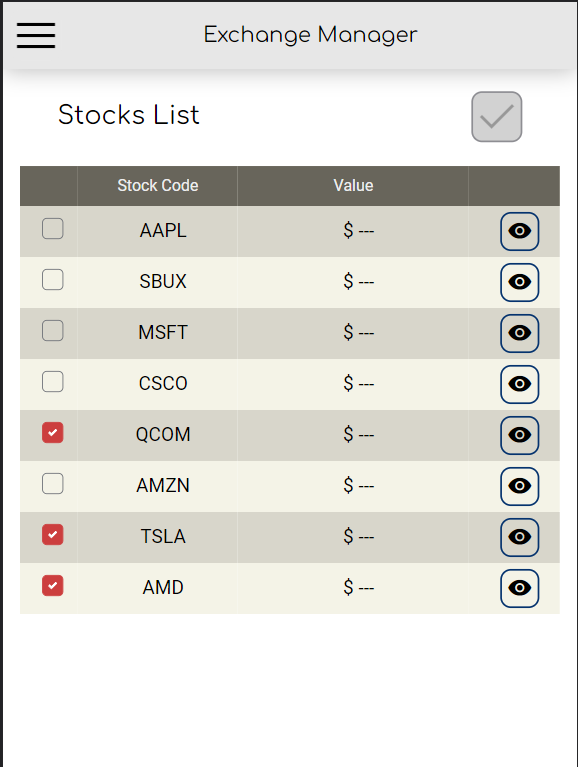 Exchange Manager
Stocks List
Stock Code Value
AAPL $ ---
SBUX $ ---
MSFT $ ---
CSCO $ ---
QCOM $ ---
AMZN $ ---
TSLA $ ---
AMD $ ---